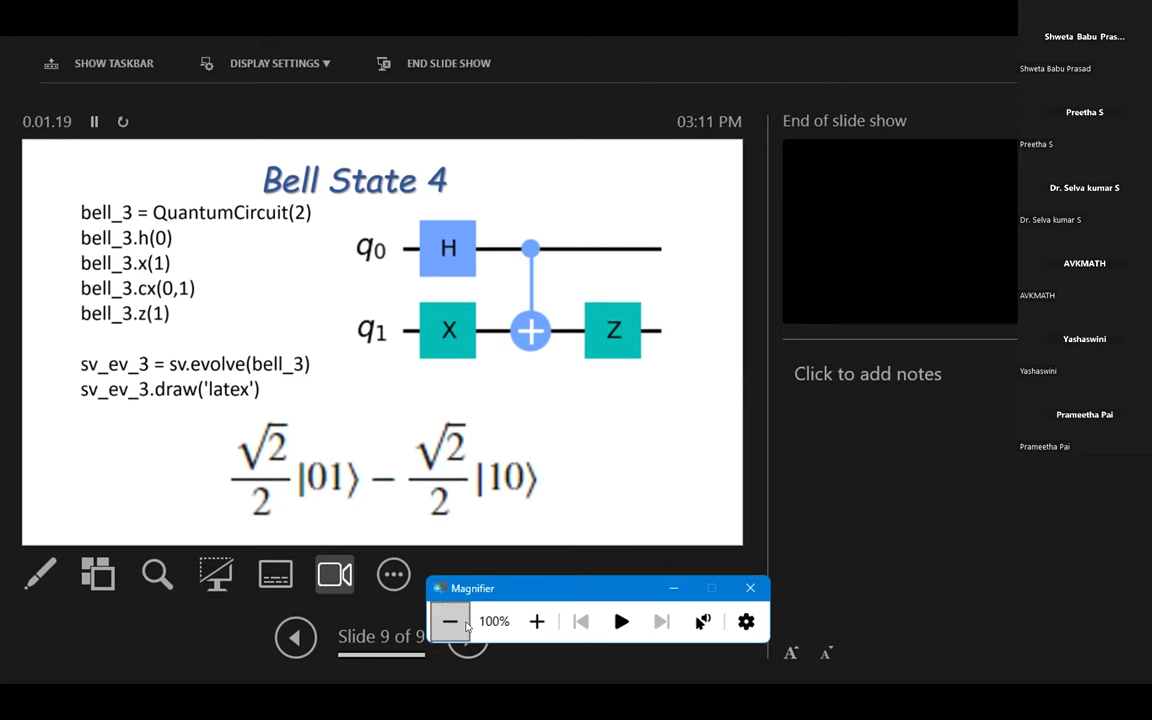 SHOW TASKBAR
DISPLAY SETTINGS ▼
END SLIDE SHOW
0.01.19
03:11 PM
End of slide show
Bell State 4
bell_3 = QuantumCircuit(2)
bell_3.h(0)
bell_3.x(1)
bell_3.cx(0,1)
bell_3.z(1)
sv_ev_3 = sv.evolve(bell_3)
sv_ev_3.draw('latex')
q0 H
q1 X Z
√2/2|01⟩ − √2/2|10⟩
Click to add notes
Magnifier
100%
Slide 9 of 9
A A
Shweta Babu Pras...
Shweta Babu Prasad
Preetha S
Preetha S
Dr. Selva kumar S
Dr. Selva kumar S
AVKMATH
AVKMATH
Yashaswini
Yashaswini
Prameetha Pai
Prameetha Pai